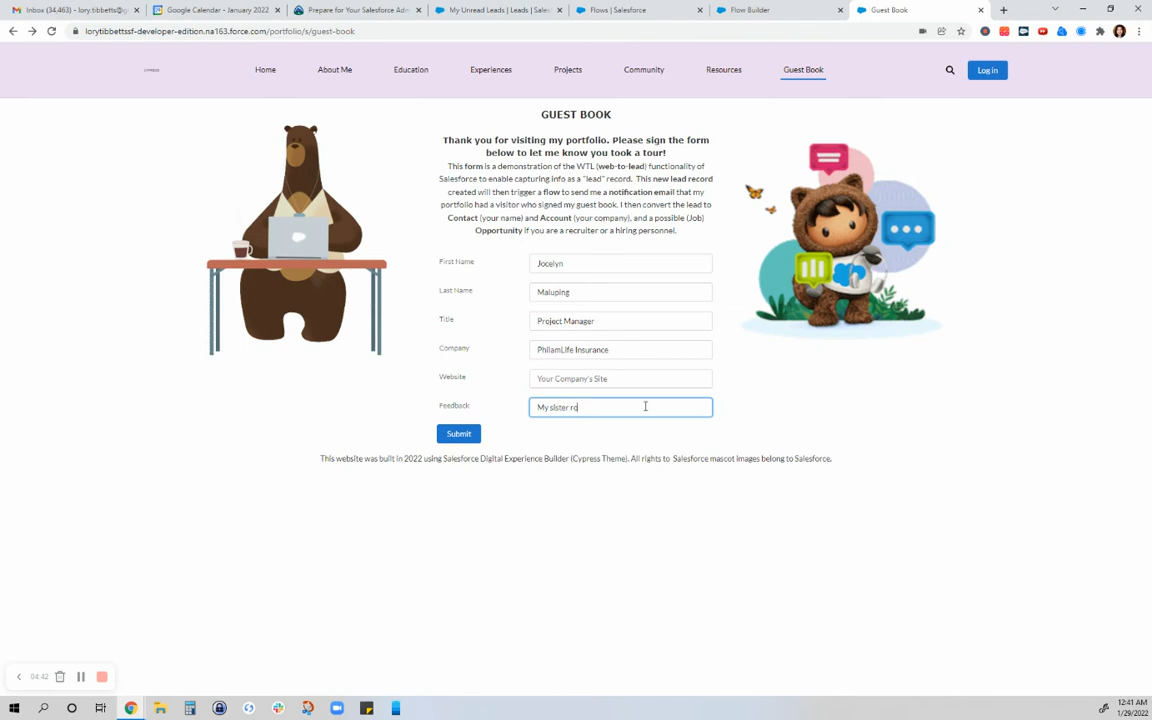 Inbox (34,463) - lory.tibbetts@g
Google Calendar - January 2022
Prepare for Your Salesforce Adm
My Unread Leads | Leads | Sales
Flows | Salesforce
Flow Builder
Guest Book
lorytibbettssf-developer-edition.na163.force.com/portfolio/s/guest-book
CYPRESS
Home
About Me
Education
Experiences
Projects
Community
Resources
Guest Book
Log in
GUEST BOOK
Thank you for visiting my portfolio. Please sign the form
below to let me know you took a tour!
This form is a demonstration of the WTL (web-to-lead) functionality of
Salesforce to enable capturing info as a "lead" record. This new lead record
created will then trigger a flow to send me a notification email that my
portfolio had a visitor who signed my guest book. I then convert the lead to
Contact (your name) and Account (your company), and a possible (Job)
Opportunity if you are a recruiter or a hiring personnel.
First Name
Jocelyn
Last Name
Maluping
Title
Project Manager
Company
PhilamLife Insurance
Website
Your Company's Site
Feedback
My sister ro
Submit
This website was built in 2022 using Salesforce Digital Experience Builder (Cypress Theme). All rights to Salesforce mascot images belong to Salesforce.
04:42
12:41 AM
1/29/2022